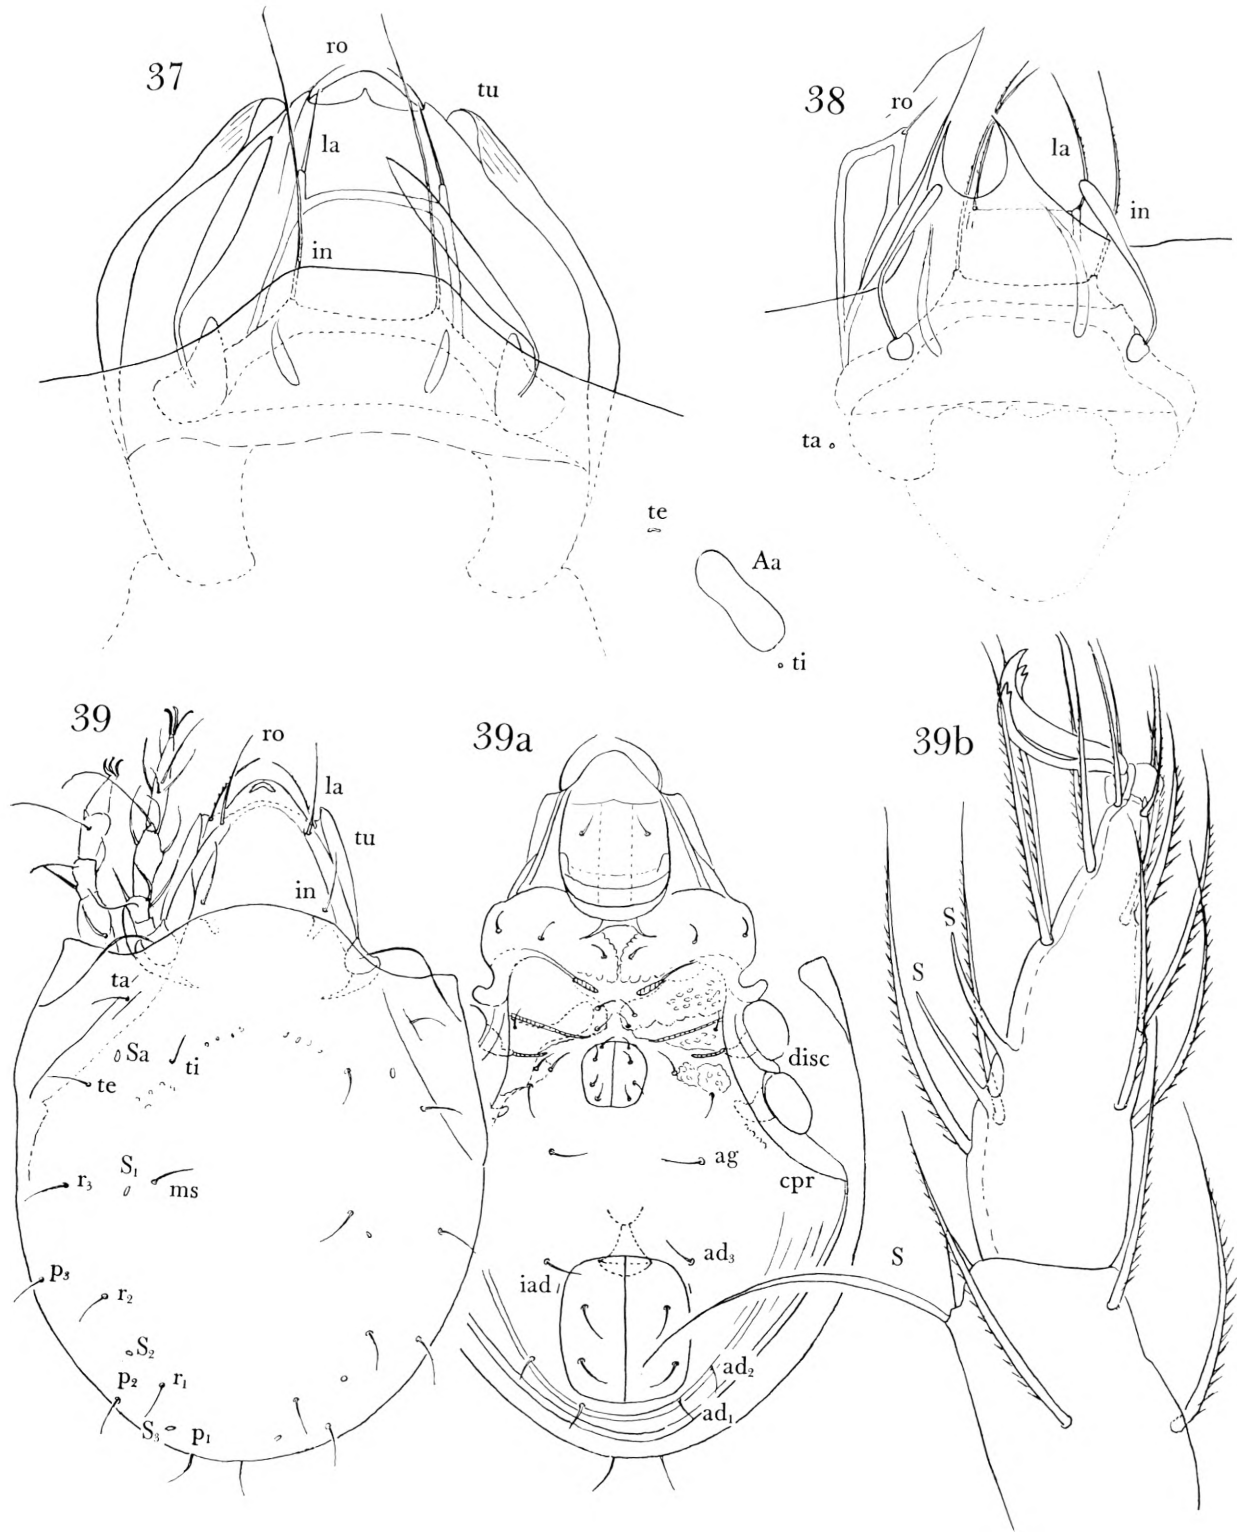 37
ro
tu
la
in
38
ro
la
in
ta
te
Aa
ti
39
ro
la
tu
in
ta
Sa
ti
te
S₁
r₃
ms
p₃
r₂
S₂
p₂
r₁
S₃
p₁
39a
disc
ag
cpr
ad₃
iad
ad₂
ad₁
39b
S
S
S